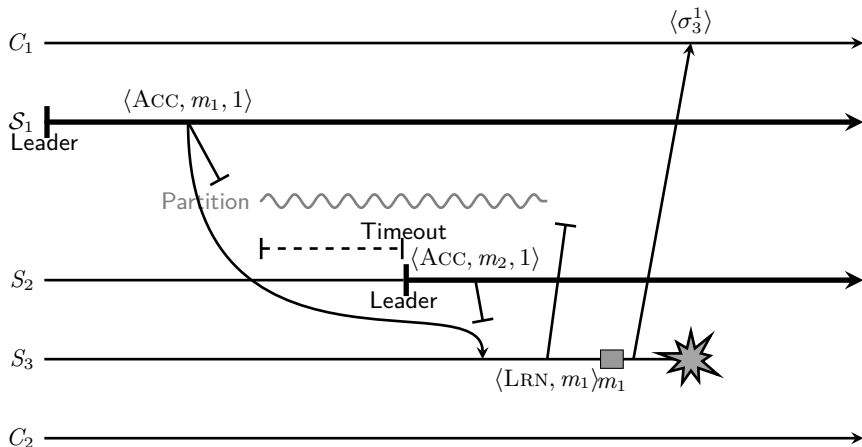 ⟨σ₃¹⟩
C₁
⟨ACC, m₁, 1⟩
𝒮₁
Leader
Partition
Timeout
⟨ACC, m₂, 1⟩
S₂
Leader
S₃
⟨LRN, m₁⟩ m₁
C₂